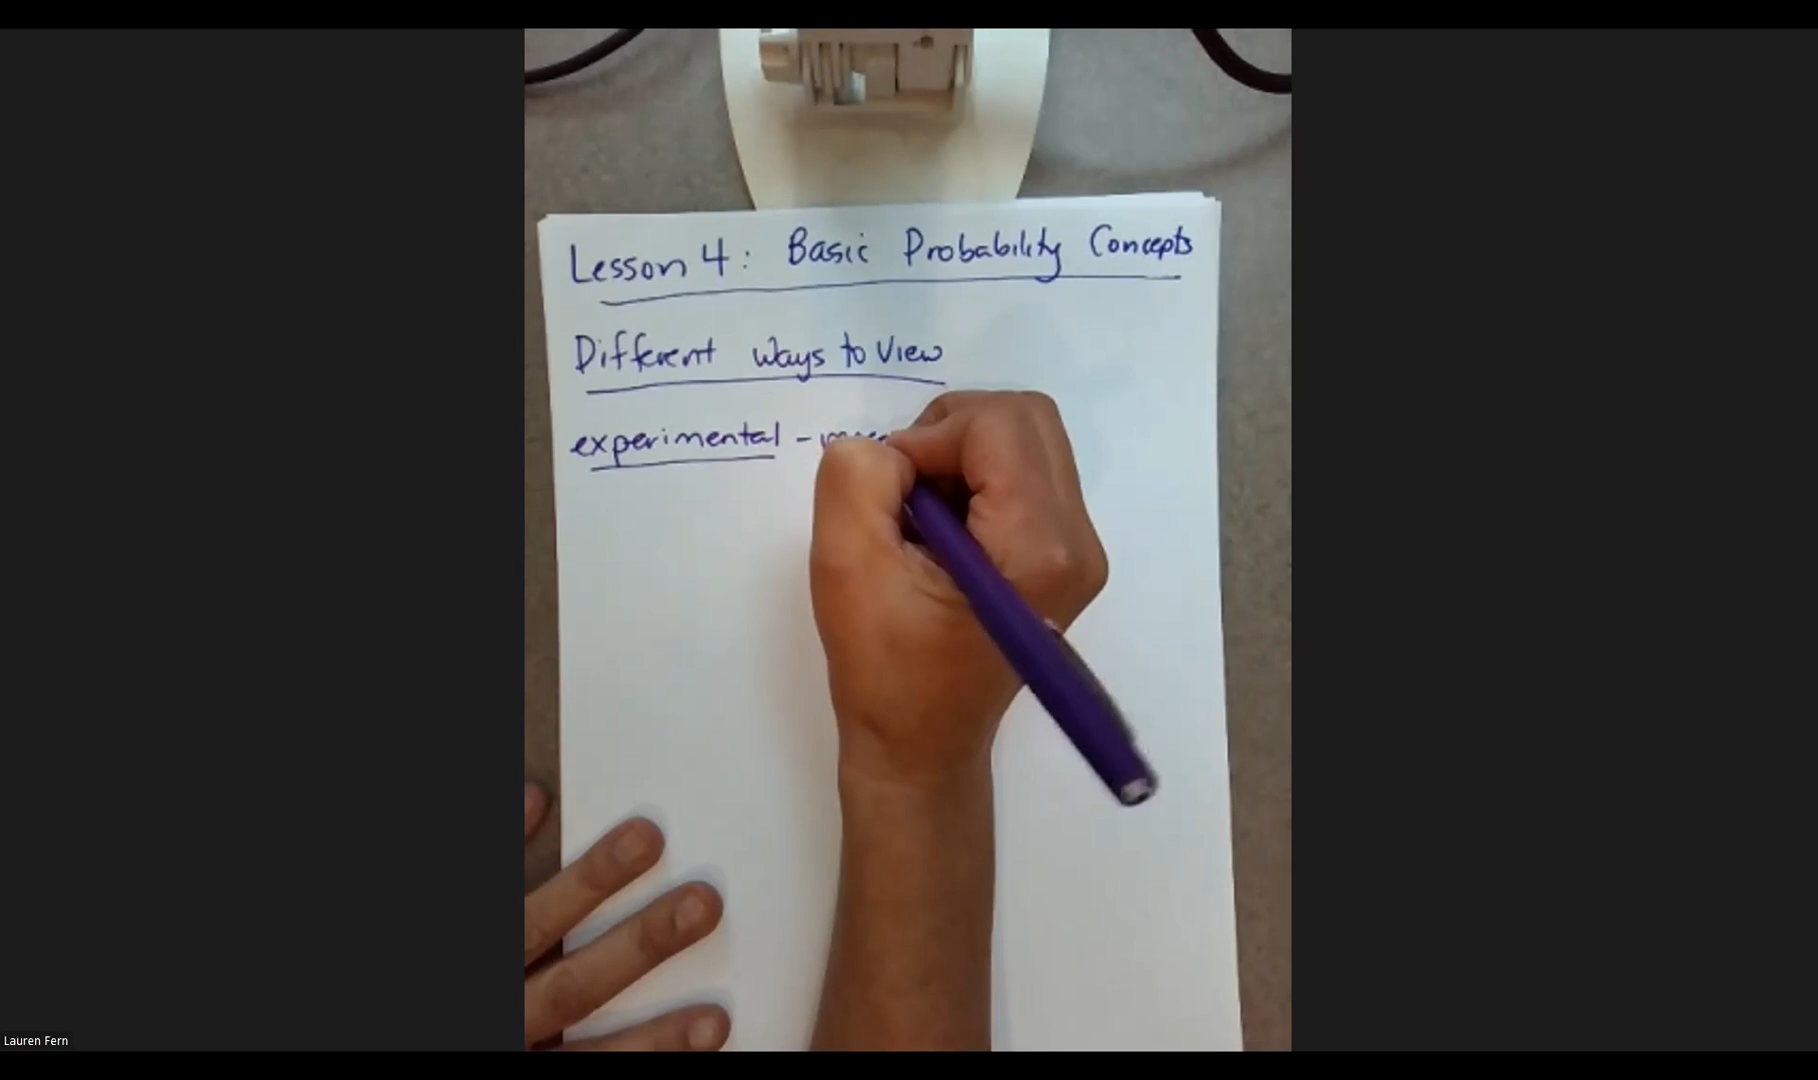 Lesson 4: Basic Probability Concepts
Different Ways to View
experimental -
Lauren Fern